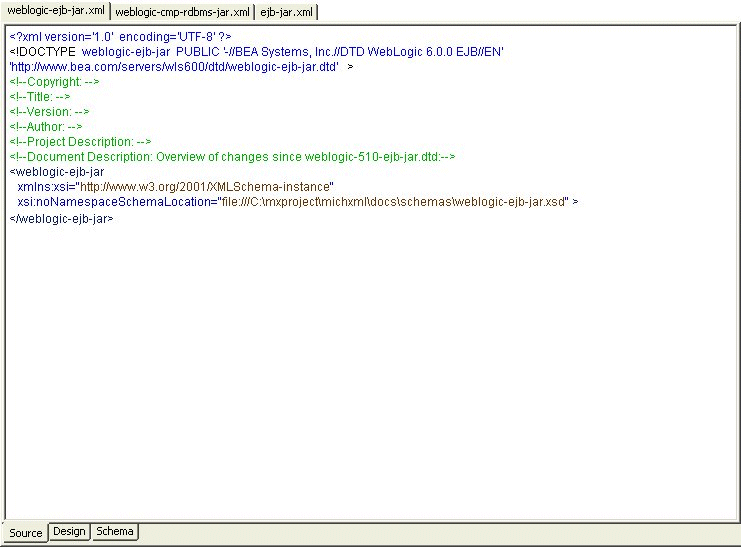 weblogic-ejb-jar.xml weblogic-cmp-rdbms-jar.xml ejb-jar.xml
<?xml version='1.0' encoding='UTF-8' ?>
<!DOCTYPE weblogic-ejb-jar PUBLIC '-//BEA Systems, Inc.//DTD WebLogic 6.0.0 EJB//EN'
'http://www.bea.com/servers/wls600/dtd/weblogic-ejb-jar.dtd' >
<!--Copyright: -->
<!--Title: -->
<!--Version: -->
<!--Author: -->
<!--Project Description: -->
<!--Document Description: Overview of changes since weblogic-510-ejb-jar.dtd:-->
<weblogic-ejb-jar
xmlns:xsi="http://www.w3.org/2001/XMLSchema-instance"
xsi:noNamespaceSchemaLocation="file:///C:\mxproject\michxml\docs\schemas\weblogic-ejb-jar.xsd" >
</weblogic-ejb-jar>
Source Design Schema